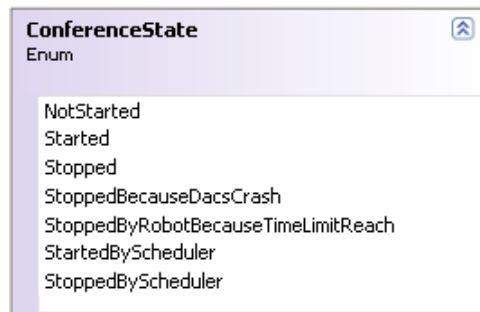 ConferenceState
Enum
NotStarted
Started
Stopped
StoppedBecauseDacsCrash
StoppedByRobotBecauseTimeLimitReach
StartedByScheduler
StoppedByScheduler